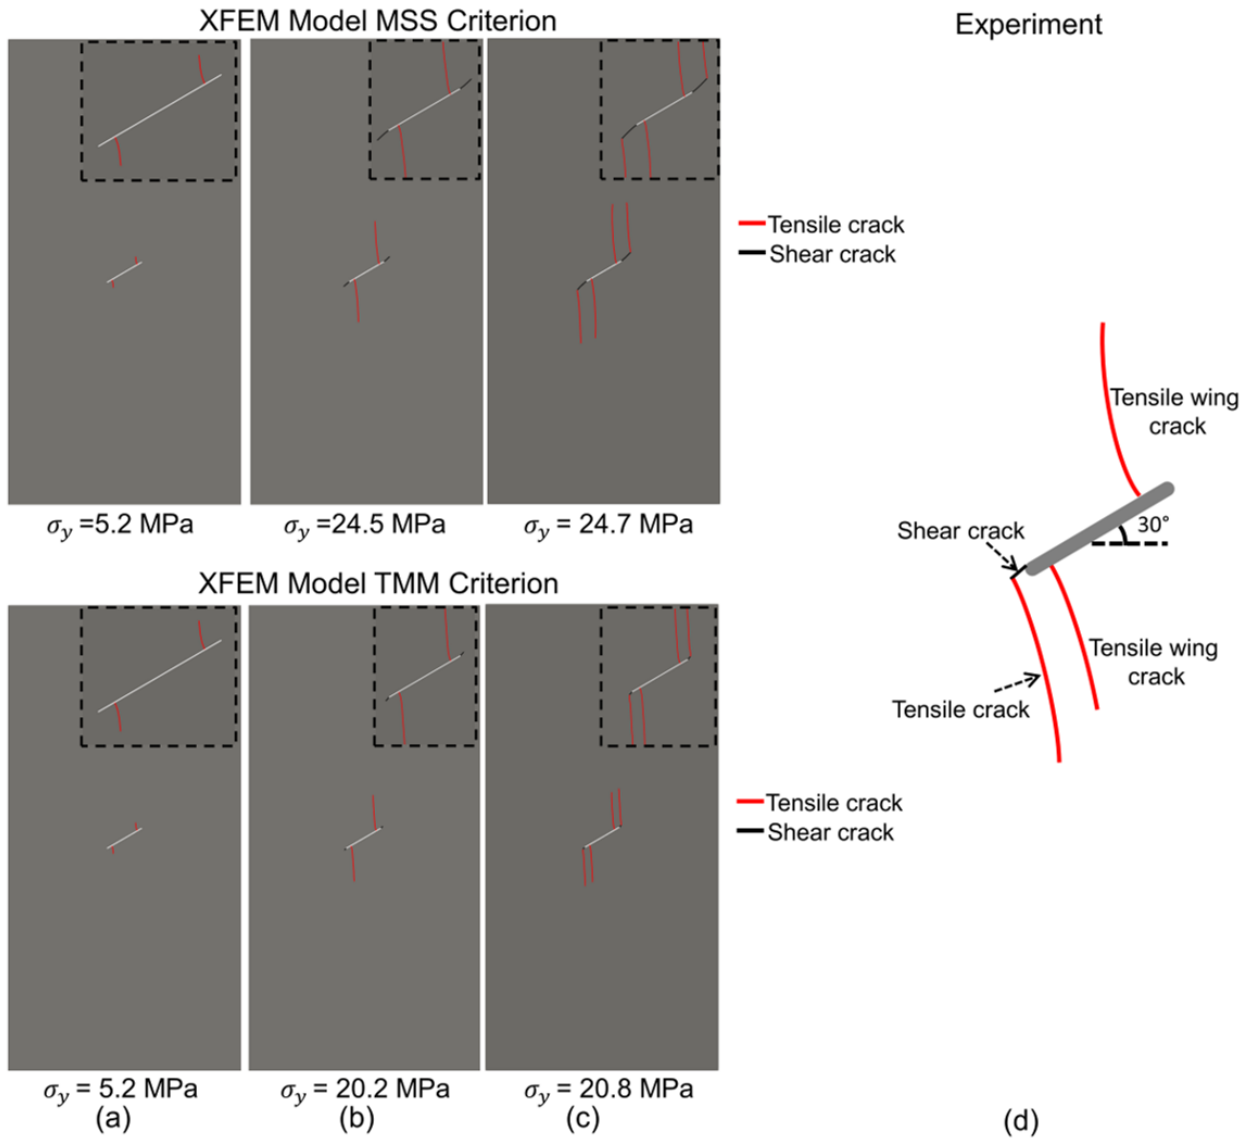 XFEM Model MSS Criterion
Experiment
Tensile crack
Shear crack
σy =5.2 MPa
σy =24.5 MPa
σy = 24.7 MPa
Tensile wing
crack
Shear crack
30°
Tensile wing
crack
Tensile crack
XFEM Model TMM Criterion
Tensile crack
Shear crack
σy = 5.2 MPa
σy = 20.2 MPa
σy = 20.8 MPa
(a)
(b)
(c)
(d)